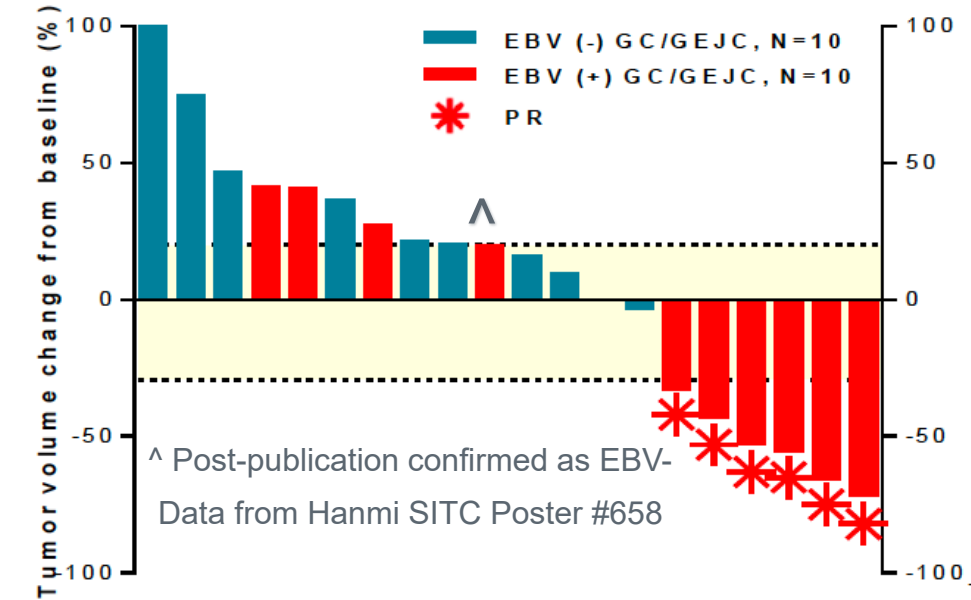 Tumor volume change from baseline (%)
100
50
0
-50
-100
EBV (-) GC/GEJC, N=10
EBV (+) GC/GEJC, N=10
PR
^
^ Post-publication confirmed as EBV-
Data from Hanmi SITC Poster #658
100
50
0
-50
-100